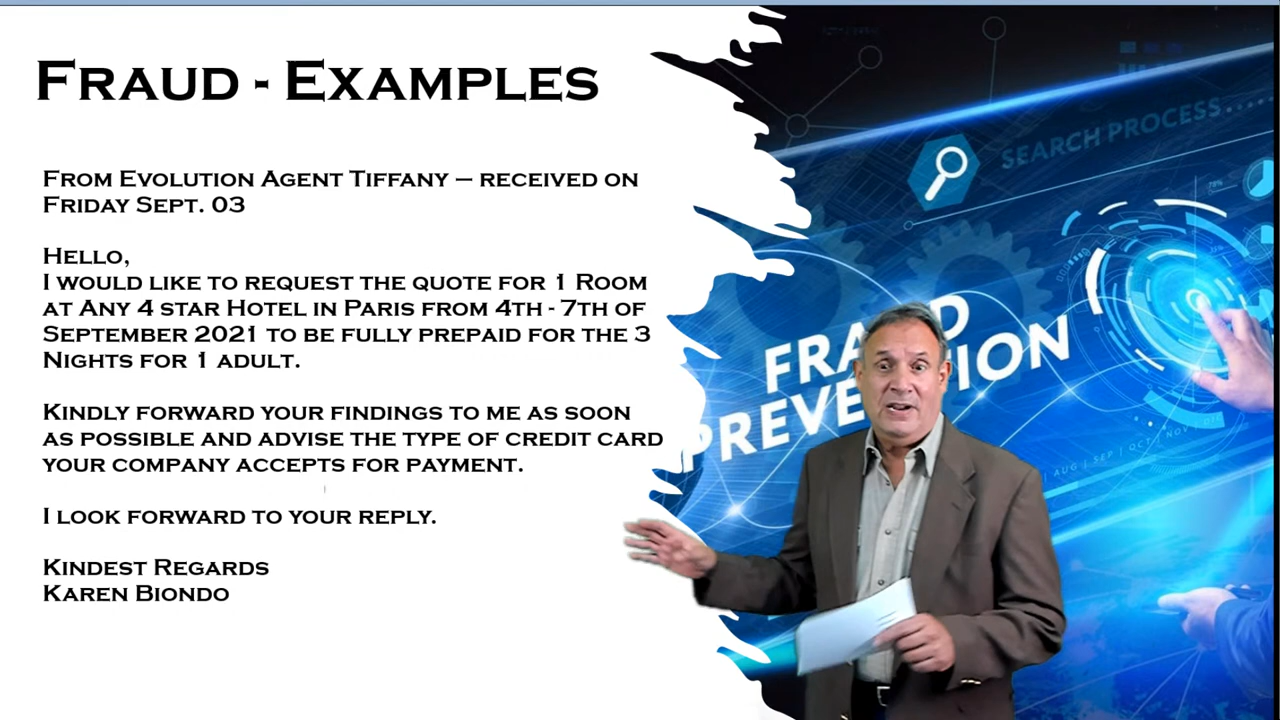 FRAUD - EXAMPLES
FROM EVOLUTION AGENT TIFFANY – RECEIVED ON
FRIDAY SEPT. 03
HELLO,
I WOULD LIKE TO REQUEST THE QUOTE FOR 1 ROOM
AT ANY 4 STAR HOTEL IN PARIS FROM 4TH - 7TH OF
SEPTEMBER 2021 TO BE FULLY PREPAID FOR THE 3
NIGHTS FOR 1 ADULT.
KINDLY FORWARD YOUR FINDINGS TO ME AS SOON
AS POSSIBLE AND ADVISE THE TYPE OF CREDIT CARD
YOUR COMPANY ACCEPTS FOR PAYMENT.
I LOOK FORWARD TO YOUR REPLY.
KINDEST REGARDS
KAREN BIONDO
SEARCH PROCESS
AUG | SEP | OCT | NOV |